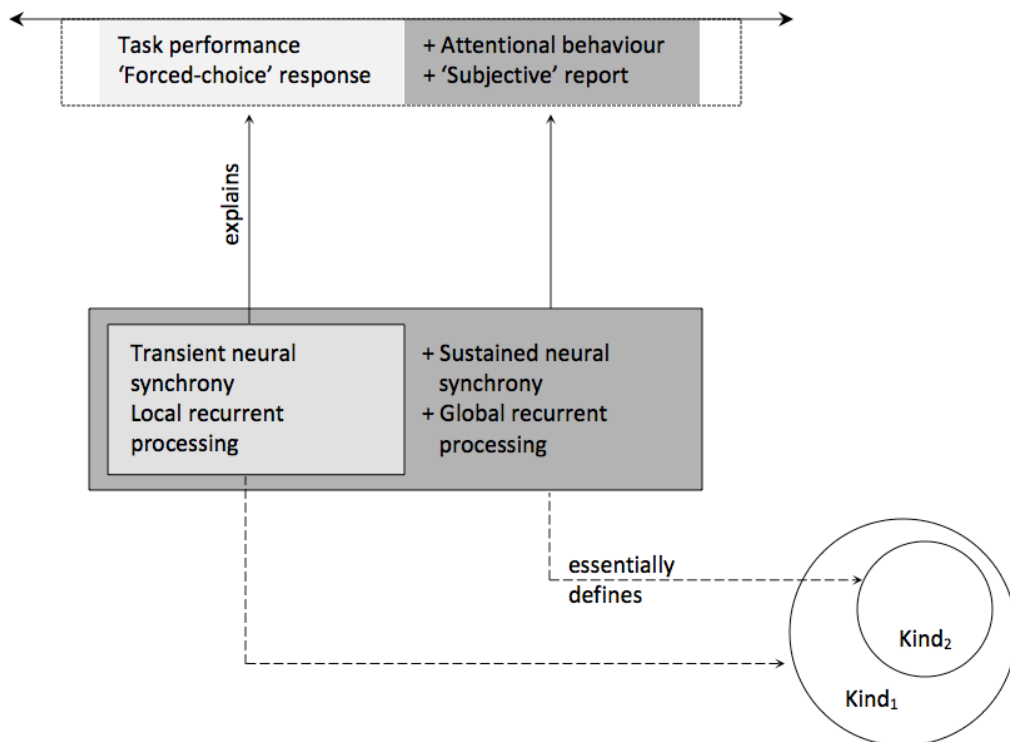 Task performance
‘Forced-choice’ response
+ Attentional behaviour
+ ‘Subjective’ report
explains
Transient neural
synchrony
Local recurrent
processing
+ Sustained neural
synchrony
+ Global recurrent
processing
essentially
defines
Kind₂
Kind₁